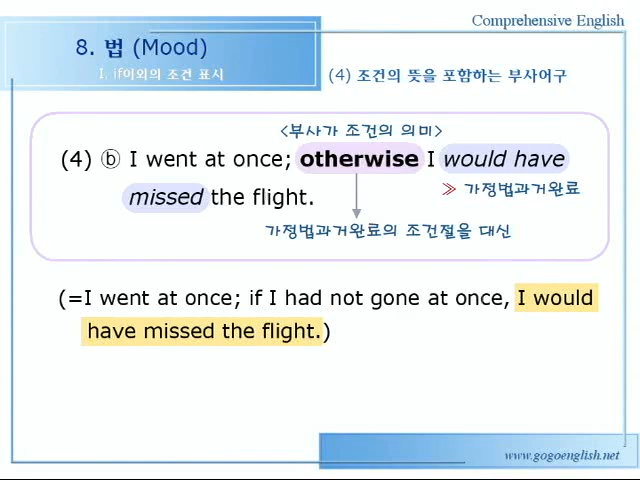 Comprehensive English
8. 법 (Mood)
I. if이외의 조건 표시
(4) 조건의 뜻을 포함하는 부사어구
<부사가 조건의 의미>
(4) ⓑ I went at once; otherwise I would have
missed the flight.
≫ 가정법과거완료
가정법과거완료의 조건절을 대신
(=I went at once; if I had not gone at once, I would
have missed the flight.)
www.gogoenglish.net